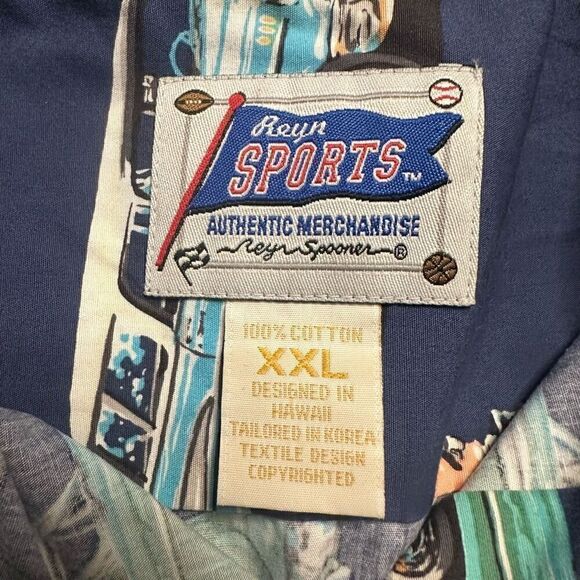 Reyn
SPORTS™
AUTHENTIC MERCHANDISE
Reyn Spooner®
100% COTTON
XXL
DESIGNED IN
HAWAII
TAILORED IN KOREA
TEXTILE DESIGN
COPYRIGHTED